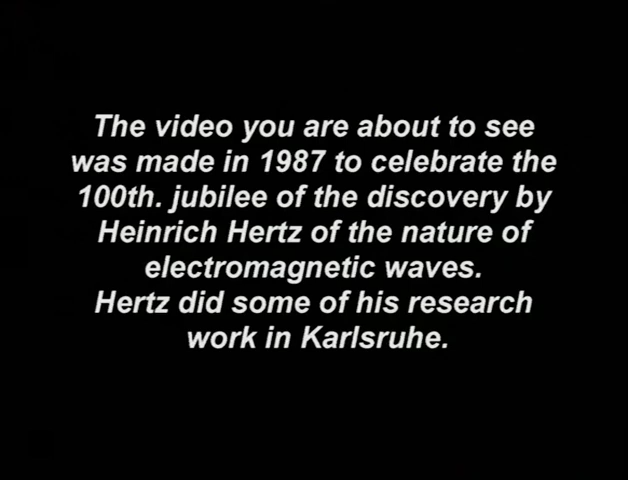 The video you are about to see
was made in 1987 to celebrate the
100th. jubilee of the discovery by
Heinrich Hertz of the nature of
electromagnetic waves.
Hertz did some of his research
work in Karlsruhe.